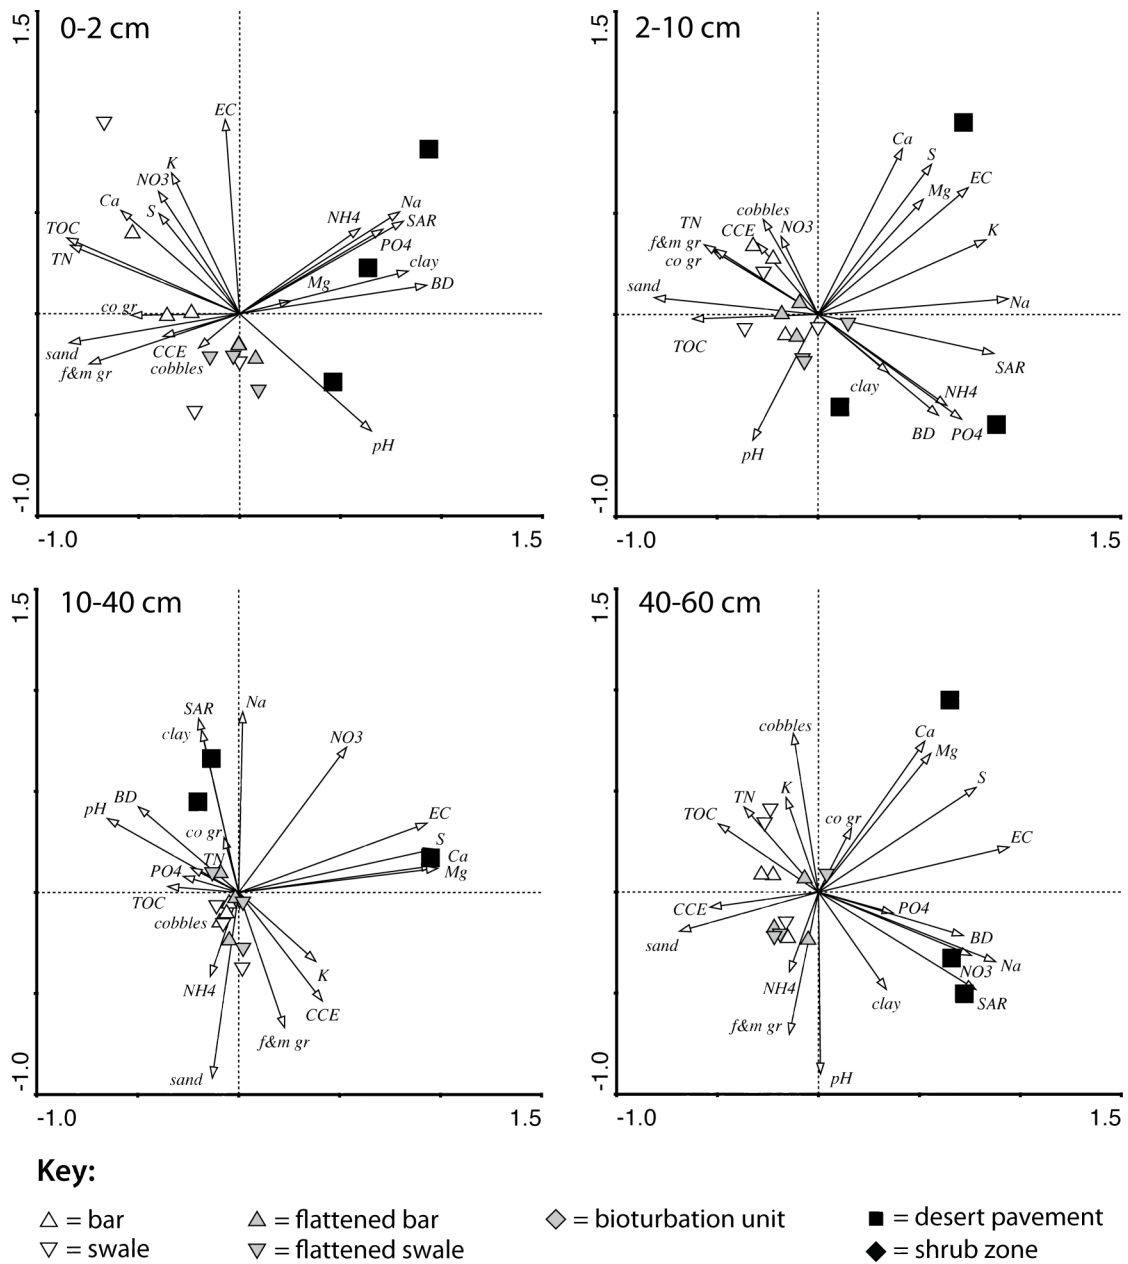 0-2 cm
1.5
EC
K
NO3
Ca
S
TOC
TN
NH4
Na
SAR
PO4
clay
Mg
BD
co gr
sand
f&m gr
CCE
cobbles
pH
-1.0
-1.0
1.5
2-10 cm
1.5
Ca
S
EC
Mg
K
TN
cobbles
f&m gr
CCE
NO3
co gr
sand
Na
TOC
SAR
clay
NH4
BD
PO4
pH
-1.0
-1.0
1.5
10-40 cm
1.5
SAR
Na
clay
NO3
pH
BD
co gr
EC
S
TN
Ca
PO4
Mg
TOC
cobbles
NH4
K
CCE
f&m gr
sand
-1.0
-1.0
1.5
40-60 cm
1.5
cobbles
Ca
Mg
S
TN
K
TOC
co gr
EC
CCE
PO4
sand
BD
NO3
Na
NH4
clay
SAR
f&m gr
pH
-1.0
-1.0
1.5
Key:
= bar
= flattened bar
= bioturbation unit
= desert pavement
= swale
= flattened swale
= shrub zone